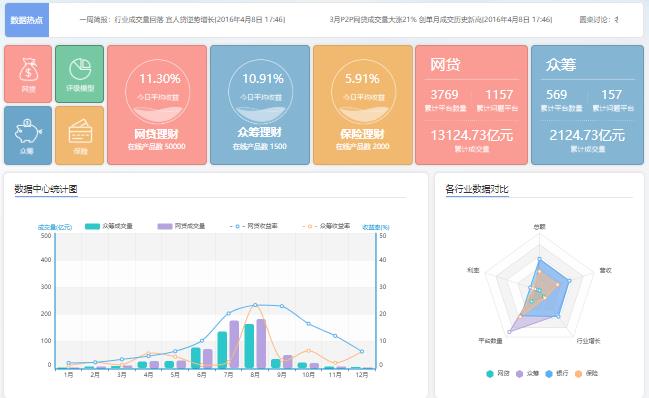 数据热点
一周简报：行业成交量回落 宜人贷逆势增长(2016年4月8日 17:46)
3月P2P网贷成交量大涨21% 创单月成交历史新高(2016年4月8日 17:46)
圆桌讨论：
网贷
评级模型
众筹
保险
11.30%
今日平均收益
网贷理财
在线产品数 50000
10.91%
今日平均收益
众筹理财
在线产品数 1500
5.91%
今日平均收益
保险理财
在线产品数 2000
网贷
3769
累计平台数量
1157
累计问题平台
13124.73亿元
累计成交量
众筹
569
累计平台数量
157
累计问题平台
2124.73亿元
累计成交量
数据中心统计图
成交量(亿元)
众筹成交量
网贷成交量
网贷收益率
众筹收益率
收益率(%)
500
400
300
200
100
0
50
40
30
20
10
0
1月 2月 3月 4月 5月 6月 7月 8月 9月 10月 11月 12月
各行业数据对比
总额
利率
营收
平台数量
行业增长
网贷 众筹 银行 保险